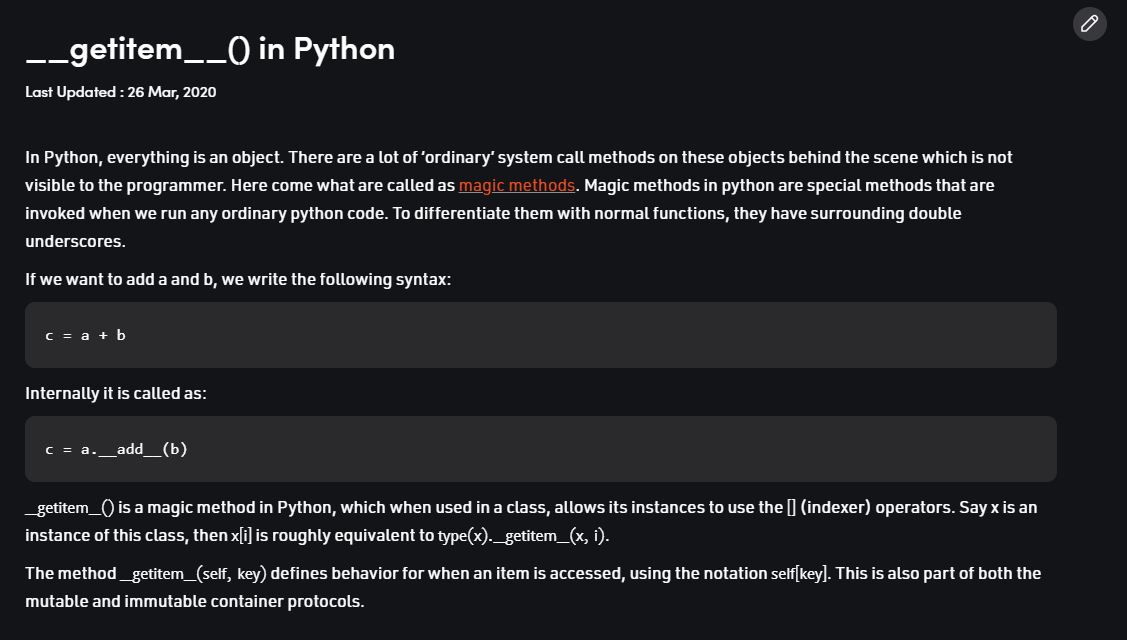 __getitem__() in Python
Last Updated : 26 Mar, 2020
In Python, everything is an object. There are a lot of ‘ordinary’ system call methods on these objects behind the scene which is not
visible to the programmer. Here come what are called as magic methods. Magic methods in python are special methods that are
invoked when we run any ordinary python code. To differentiate them with normal functions, they have surrounding double
underscores.
If we want to add a and b, we write the following syntax:
c = a + b
Internally it is called as:
c = a.__add__(b)
__getitem__() is a magic method in Python, which when used in a class, allows its instances to use the [] (indexer) operators. Say x is an
instance of this class, then x[i] is roughly equivalent to type(x).__getitem__(x, i).
The method __getitem__(self, key) defines behavior for when an item is accessed, using the notation self[key]. This is also part of both the
mutable and immutable container protocols.